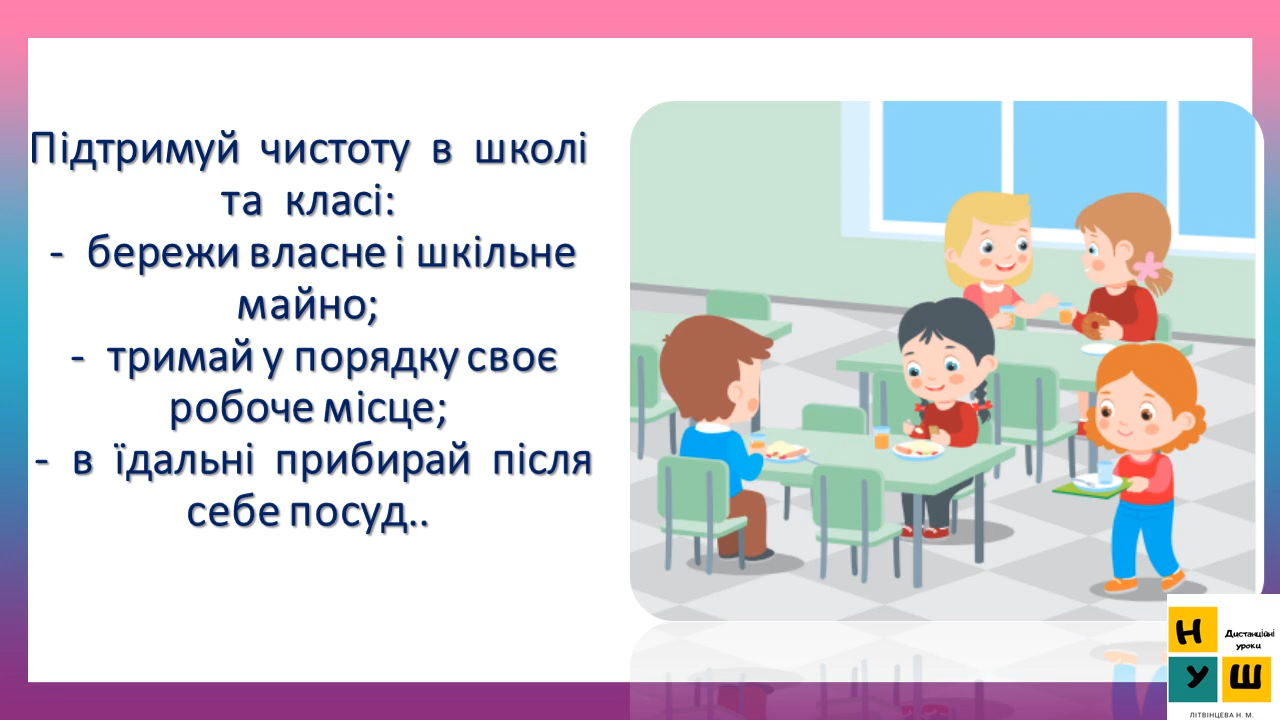 Підтримуй чистоту в школі
та класі:
- бережи власне і шкільне
майно;
- тримай у порядку своє
робоче місце;
- в їдальні прибирай після
себе посуд..
Н
Дистанційні
уроки
У Ш
ЛІТВІНЦЕВА Н. М.